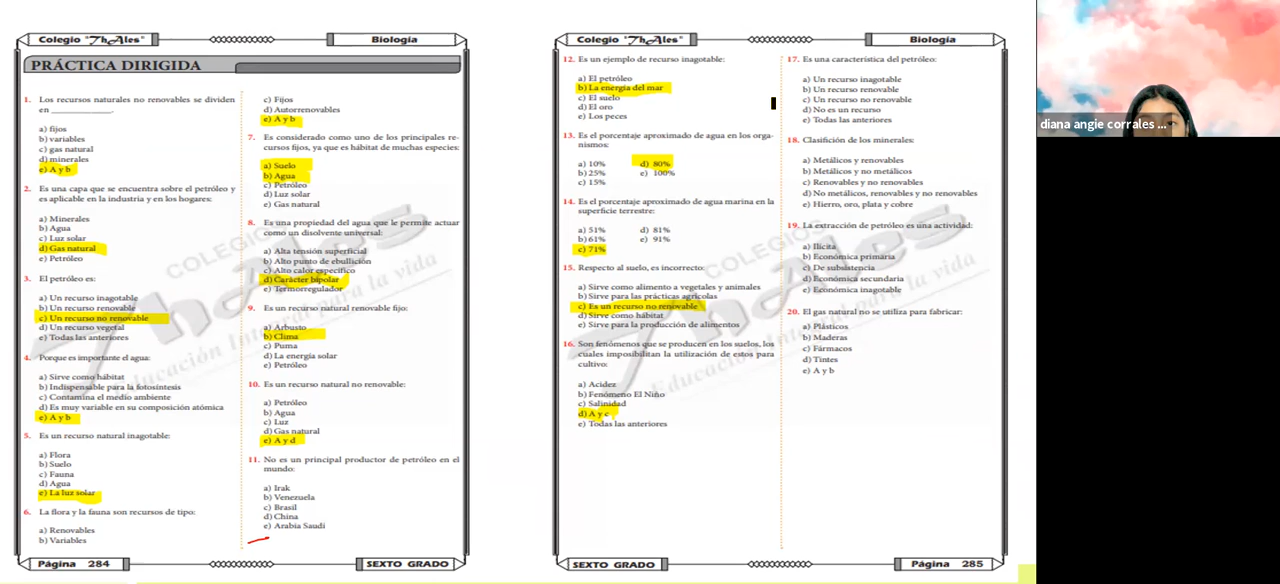 Colegio "ThAles"
Biología
PRÁCTICA DIRIGIDA
1. Los recursos naturales no renovables se dividen
en ____________.
a) fijos
b) variables
c) gas natural
d) minerales
e) A y b
2. Es una capa que se encuentra sobre el petróleo y
es aplicable en la industria y en los hogares:
a) Minerales
b) Agua
c) Luz solar
d) Gas natural
e) Petróleo
3. El petróleo es:
a) Un recurso inagotable
b) Un recurso renovable
c) Un recurso no renovable
d) Un recurso vegetal
e) Todas las anteriores
4. Porque es importante el agua:
a) Sirve como hábitat
b) Indispensable para la fotosíntesis
c) Contamina el medio ambiente
d) Es muy variable en su composición atómica
e) A y b
5. Es un recurso natural inagotable:
a) Flora
b) Suelo
c) Fauna
d) Agua
e) La luz solar
6. La flora y la fauna son recursos de tipo:
a) Renovables
b) Variables
c) Fijos
d) Autorrenovables
e) A y b
7. Es considerado como uno de los principales re-
cursos fijos, ya que es hábitat de muchas especies:
a) Suelo
b) Agua
c) Petróleo
d) Luz solar
e) Gas natural
8. Es una propiedad del agua que le permite actuar
como un disolvente universal:
a) Alta tensión superficial
b) Alto punto de ebullición
c) Alto calor específico
d) Carácter bipolar
e) Termorregulador
9. Es un recurso natural renovable fijo:
a) Arbusto
b) Clima
c) Puma
d) La energía solar
e) Petróleo
10. Es un recurso natural no renovable:
a) Petróleo
b) Agua
c) Luz
d) Gas natural
e) A y d
11. No es un principal productor de petróleo en el
mundo:
a) Irak
b) Venezuela
c) Brasil
d) China
e) Arabia Saudi
Página 284
SEXTO GRADO
Colegio "ThAles"
Biología
12. Es un ejemplo de recurso inagotable:
a) El petróleo
b) La energía del mar
c) El suelo
d) El oro
e) Los peces
13. Es el porcentaje aproximado de agua en los orga-
nismos:
a) 10% d) 80%
b) 25% e) 100%
c) 15%
14. Es el porcentaje aproximado de agua marina en la
superficie terrestre:
a) 51% d) 81%
b) 61% e) 91%
c) 71%
15. Respecto al suelo, es incorrecto:
a) Sirve como alimento a vegetales y animales
b) Sirve para las prácticas agrícolas
c) Es un recurso no renovable
d) Sirve como hábitat
e) Sirve para la producción de alimentos
16. Son fenómenos que se producen en los suelos, los
cuales imposibilitan la utilización de estos para
cultivo:
a) Acidez
b) Fenómeno El Niño
c) Salinidad
d) A y c
e) Todas las anteriores
17. Es una característica del petróleo:
a) Un recurso inagotable
b) Un recurso renovable
c) Un recurso no renovable
d) No es un recurso
e) Todas las anteriores
18. Clasifición de los minerales:
a) Metálicos y renovables
b) Metálicos y no metálicos
c) Renovables y no renovables
d) No metálicos, renovables y no renovables
e) Hierro, oro, plata y cobre
19. La extracción de petróleo es una actividad:
a) Ilícita
b) Económica primaria
c) De subsistencia
d) Económica secundaria
e) Económica inagotable
20. El gas natural no se utiliza para fabricar:
a) Plásticos
b) Maderas
c) Fármacos
d) Tintes
e) A y b
SEXTO GRADO
Página 285
COLEGIO
ThAles
Educación Integral para la vida
COLEGIO
ThAles
Educación Integral para la vida
diana angie corrales ...